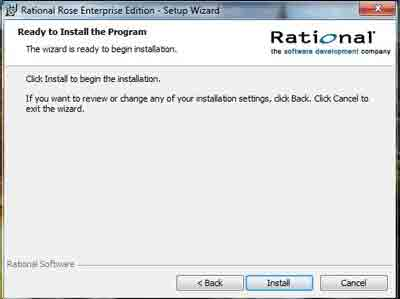 Rational Rose Enterprise Edition - Setup Wizard
Ready to Install the Program
The wizard is ready to begin installation.
Rational
the software development company
Click Install to begin the installation.
If you want to review or change any of your installation settings, click Back. Click Cancel to
exit the wizard.
Rational Software
< Back
Install
Cancel